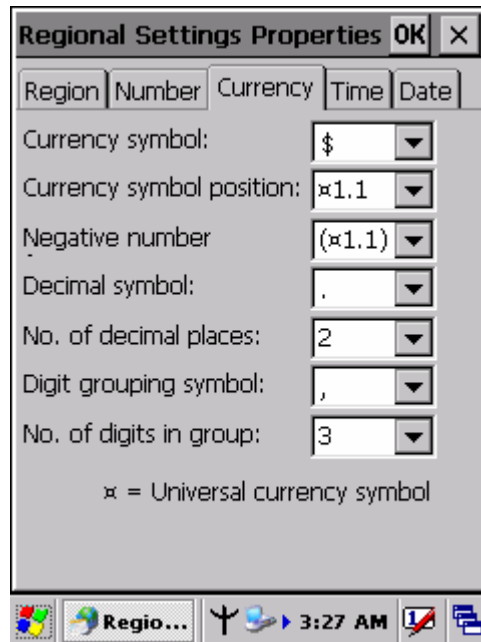 Regional Settings Properties OK ×
Region Number Currency Time Date
Currency symbol: $
Currency symbol position: ¤1.1
Negative number (¤1.1)
Decimal symbol: .
No. of decimal places: 2
Digit grouping symbol: ,
No. of digits in group: 3
¤ = Universal currency symbol
Regio... 3:27 AM